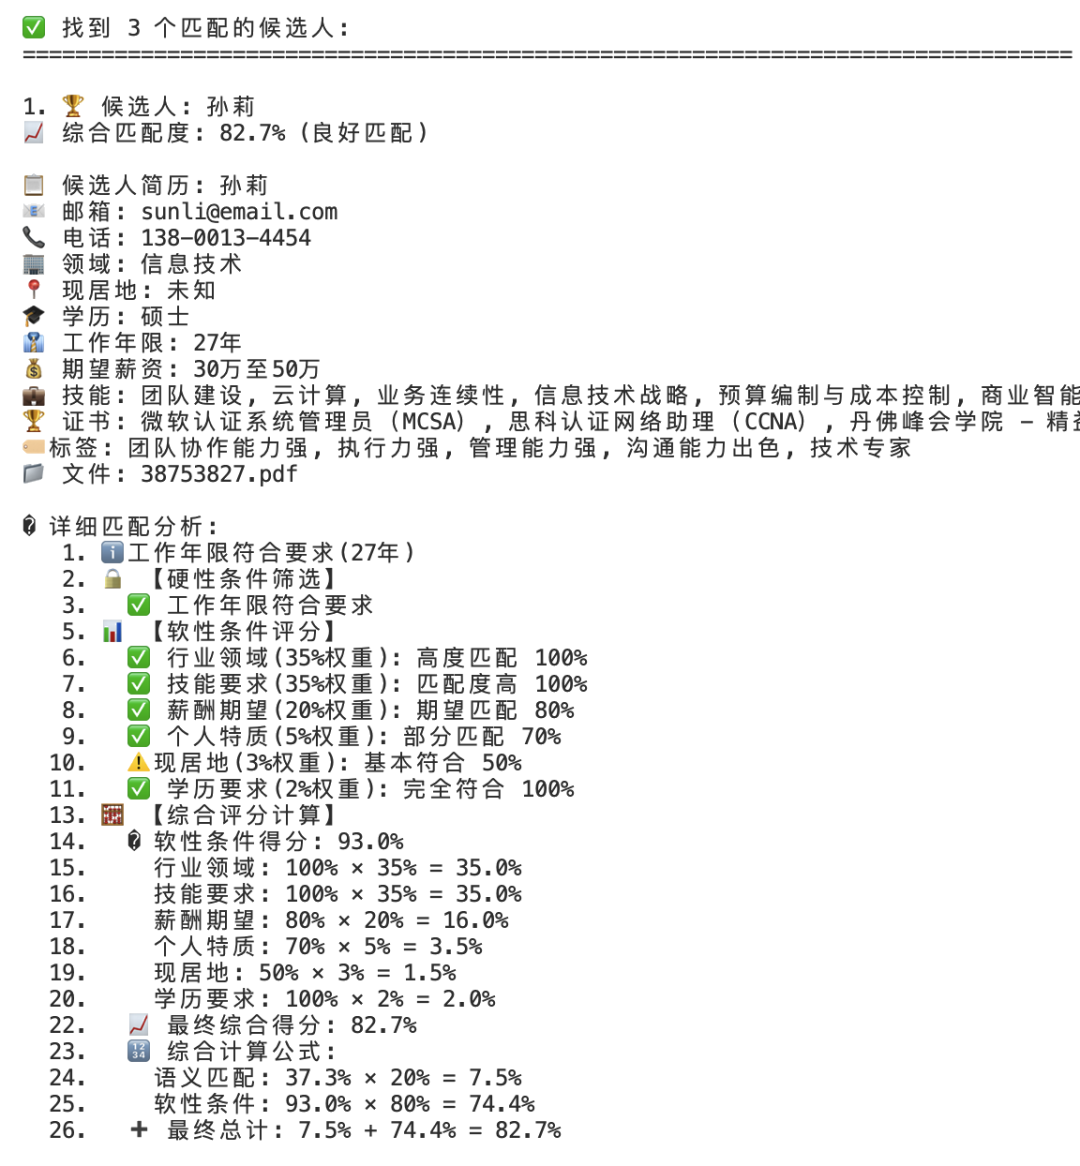 ✅ 找到 3 个匹配的候选人:
================================================================================
1. 🏆 候选人: 孙莉
📈 综合匹配度: 82.7% (良好匹配)
📋 候选人简历: 孙莉
📧 邮箱: sunli@email.com
📞 电话: 138-0013-4454
🏢 领域: 信息技术
📍 现居地: 未知
🎓 学历: 硕士
👔 工作年限: 27年
💰 期望薪资: 30万至50万
💼 技能: 团队建设, 云计算, 业务连续性, 信息技术战略, 预算编制与成本控制, 商业智能
🏆 证书: 微软认证系统管理员 (MCSA), 思科认证网络助理 (CCNA), 丹佛峰会学院 - 精益
🏷️标签: 团队协作能力强, 执行力强, 管理能力强, 沟通能力出色, 技术专家
📁 文件: 38753827.pdf
� 详细匹配分析:
1. ℹ️工作年限符合要求(27年)
2. 🔒 【硬性条件筛选】
3. ✅ 工作年限符合要求
5. 📊 【软性条件评分】
6. ✅ 行业领域(35%权重): 高度匹配 100%
7. ✅ 技能要求(35%权重): 匹配度高 100%
8. ✅ 薪酬期望(20%权重): 期望匹配 80%
9. ✅ 个人特质(5%权重): 部分匹配 70%
10. ⚠️现居地(3%权重): 基本符合 50%
11. ✅ 学历要求(2%权重): 完全符合 100%
13. 🧮 【综合评分计算】
14. � 软性条件得分: 93.0%
15. 行业领域: 100% × 35% = 35.0%
16. 技能要求: 100% × 35% = 35.0%
17. 薪酬期望: 80% × 20% = 16.0%
18. 个人特质: 70% × 5% = 3.5%
19. 现居地: 50% × 3% = 1.5%
20. 学历要求: 100% × 2% = 2.0%
22. 📈 最终综合得分: 82.7%
23. 🔢 综合计算公式:
24. 语义匹配: 37.3% × 20% = 7.5%
25. 软性条件: 93.0% × 80% = 74.4%
26. ➕ 最终总计: 7.5% + 74.4% = 82.7%